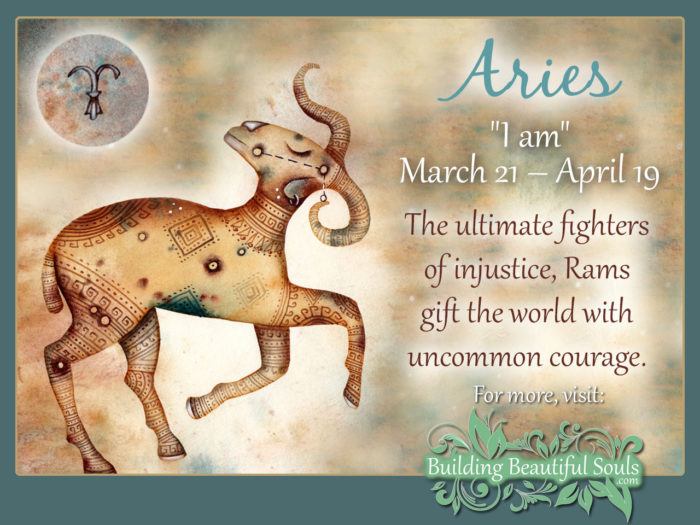 Aries
"I am"
March 21 – April 19
The ultimate fighters
of injustice, Rams
gift the world with
uncommon courage.
For more, visit:
Building Beautiful Souls
.com